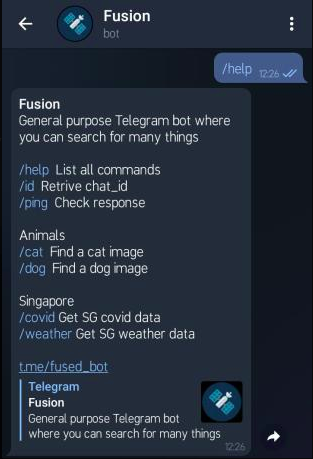 Fusion
bot
/help 12:26
Fusion
General purpose Telegram bot where
you can search for many things
/help List all commands
/id Retrive chat_id
/ping Check response
Animals
/cat Find a cat image
/dog Find a dog image
Singapore
/covid Get SG covid data
/weather Get SG weather data
t.me/fused_bot
Telegram
Fusion
General purpose Telegram bot
where you can search for many things
12:26